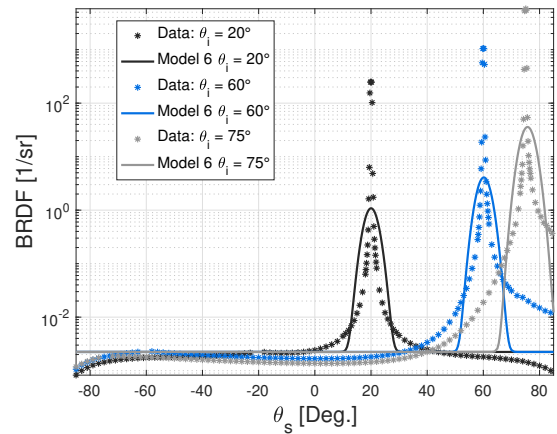 Data: θi = 20°
Model 6 θi = 20°
Data: θi = 60°
Model 6 θi = 60°
Data: θi = 75°
Model 6 θi = 75°
BRDF [1/sr]
10^2
10^0
10^-2
-80 -60 -40 -20 0 20 40 60 80
θs [Deg.]